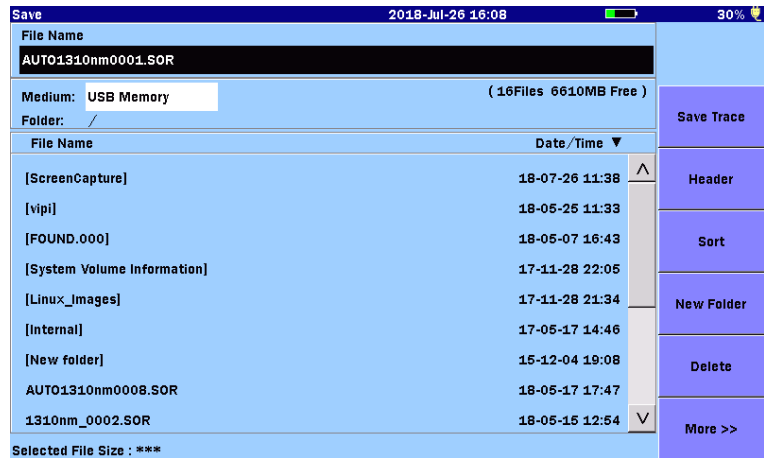 Save 2018-Jul-26 16:08 30%
File Name
AUTO1310nm0001.SOR
Medium: USB Memory (16Files 6610MB Free)
Folder: /
File Name Date/Time ▼
[ScreenCapture] 18-07-26 11:38
[vipi] 18-05-25 11:33
[FOUND.000] 18-05-07 16:43
[System Volume Information] 17-11-28 22:05
[Linux_Images] 17-11-28 21:34
[Internal] 17-05-17 14:46
[New folder] 15-12-04 19:08
AUTO1310nm0008.SOR 18-05-17 17:47
1310nm_0002.SOR 18-05-15 12:54
Selected File Size : ***
Save Trace
Header
Sort
New Folder
Delete
More >>